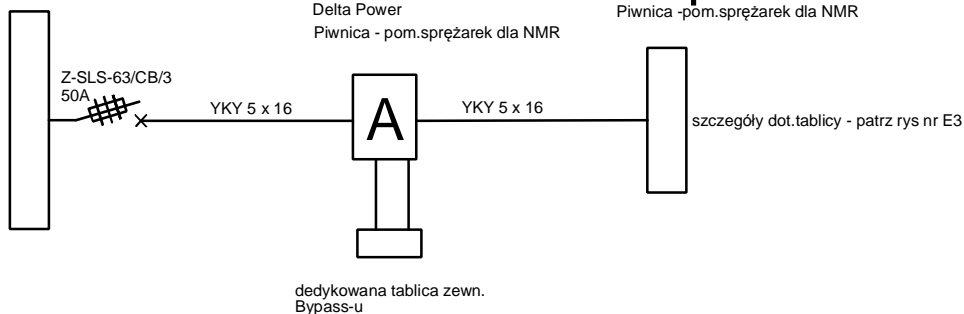 Delta Power
Piwnica - pom.sprężarek dla NMR
Piwnica -pom.sprężarek dla NMR
Z-SLS-63/CB/3
50A
YKY 5 x 16
A
YKY 5 x 16
szczegóły dot.tablicy - patrz rys nr E3
dedykowana tablica zewn.
Bypass-u